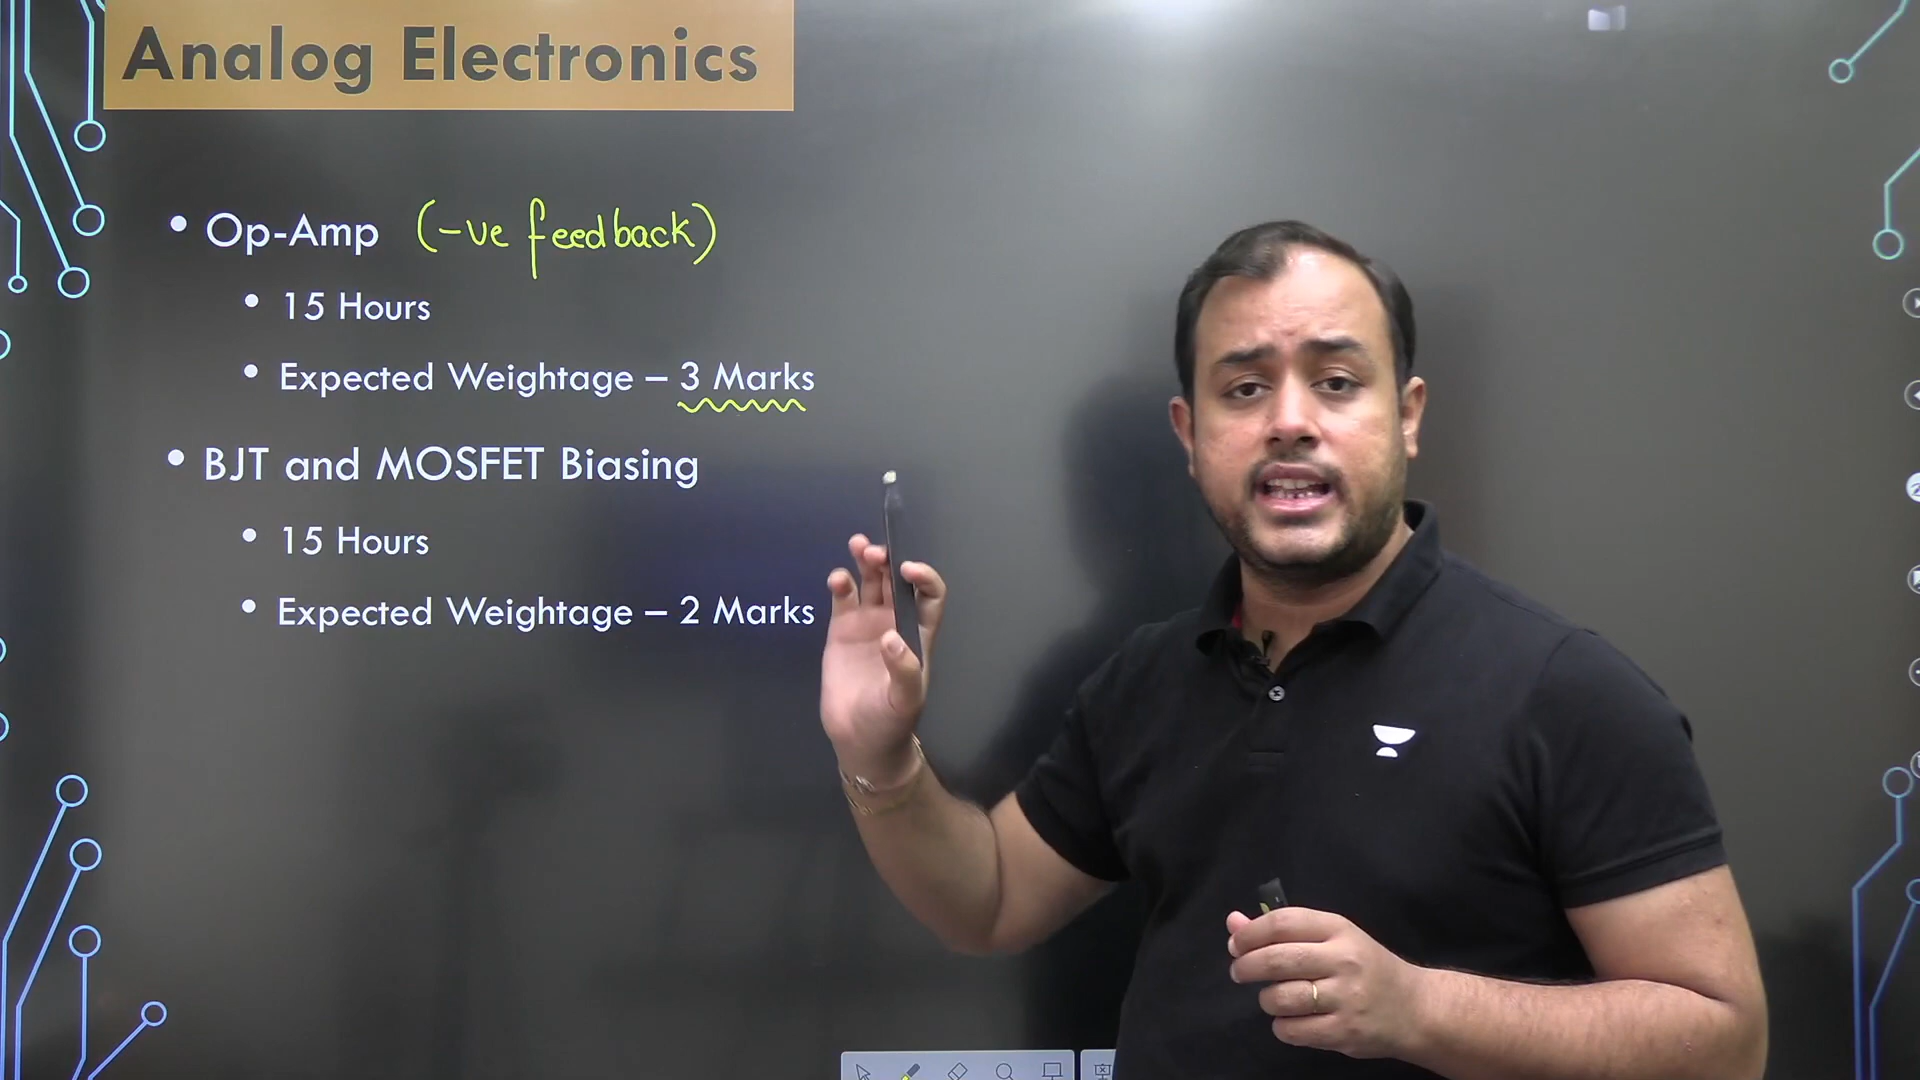 Analog Electronics
• Op-Amp (-ve feedback)
• 15 Hours
• Expected Weightage – 3 Marks
• BJT and MOSFET Biasing
• 15 Hours
• Expected Weightage – 2 Marks